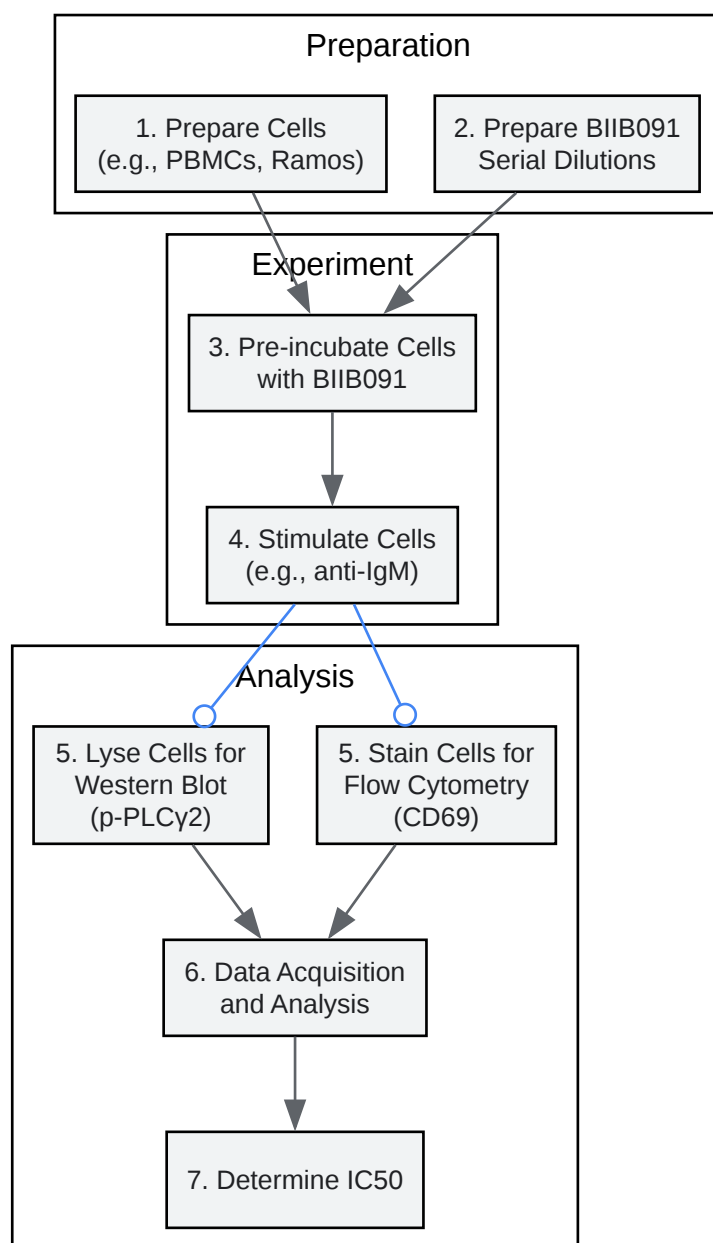 Preparation
1. Prepare Cells
(e.g., PBMCs, Ramos)
2. Prepare BIIB091
Serial Dilutions
Experiment
3. Pre-incubate Cells
with BIIB091
4. Stimulate Cells
(e.g., anti-IgM)
Analysis
5. Lyse Cells for
Western Blot
(p-PLCγ2)
5. Stain Cells for
Flow Cytometry
(CD69)
6. Data Acquisition
and Analysis
7. Determine IC50